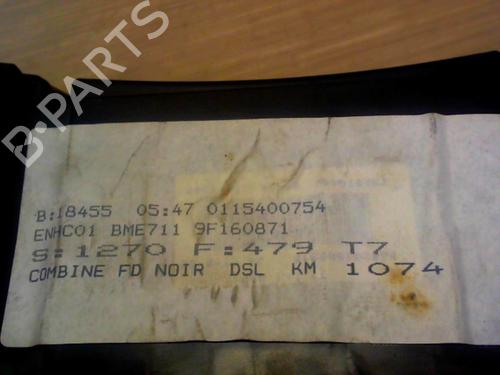 B-PARTS
B:18455 05:47 0115400754
ENHC01 BME711 9F160871
S:1270 F:479 T7
COMBINE FD NOIR DSL KM 1074